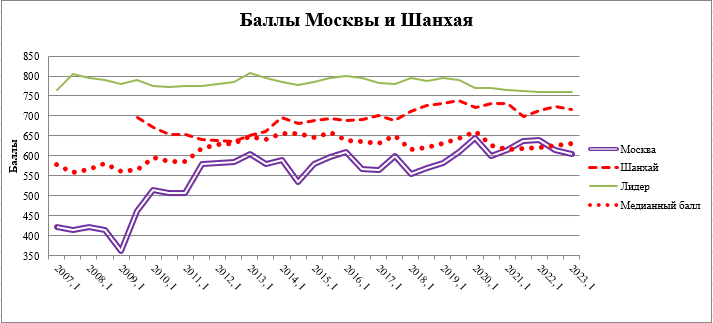 Баллы Москвы и Шанхая
850
800
750
700
650
600
550
500
450
400
350
Баллы
2007, I
2008, I
2009, I
2010, I
2011, I
2012, I
2013, I
2014, I
2015, I
2016, I
2017, I
2018, I
2019, I
2020, I
2021, I
2022, I
2023, I
Москва
Шанхай
Лидер
Медианный балл